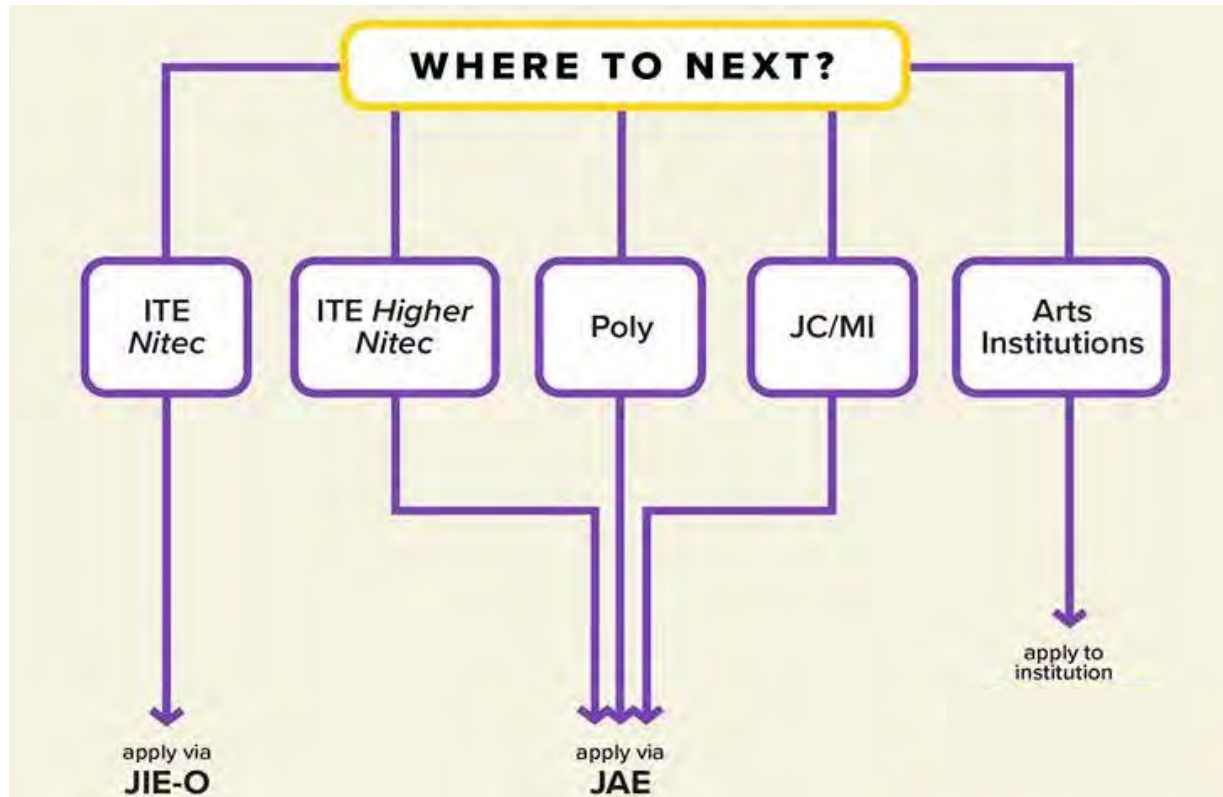 WHERE TO NEXT?
ITE
Nitec
ITE Higher
Nitec
Poly
JC/MI
Arts
Institutions
apply to
institution
apply via
JIE-O
apply via
JAE